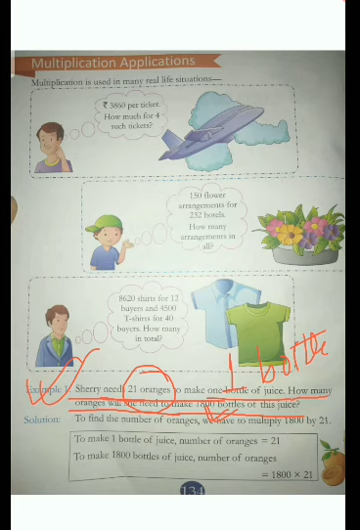 Multiplication Applications
Multiplication is used in many real life situations—
₹ 3860 per ticket.
How much for 4
such tickets?
150 flower
arrangements for
232 hotels.
How many
arrangements in
all?
8620 shirts for 12
buyers and 4500
T-shirts for 40
buyers. How many
in total?
1 bottle
Example 1: Sherry need 21 oranges to make one bottle of juice. How many
oranges will she need to make 1800 bottles of this juice?
Solution: To find the number of oranges, we have to multiply 1800 by 21.
To make 1 bottle of juice, number of oranges = 21
To make 1800 bottles of juice, number of oranges
= 1800 × 21
134